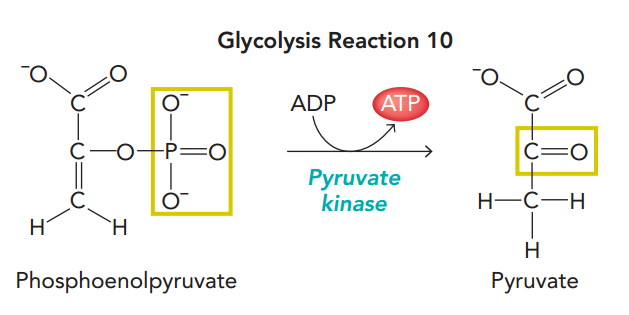 Glycolysis Reaction 10
⁻O O
C
O⁻
C—O—P=O
O⁻
C
H H
Phosphoenolpyruvate
ADP ATP
Pyruvate
kinase
⁻O O
C
C=O
H—C—H
H
Pyruvate